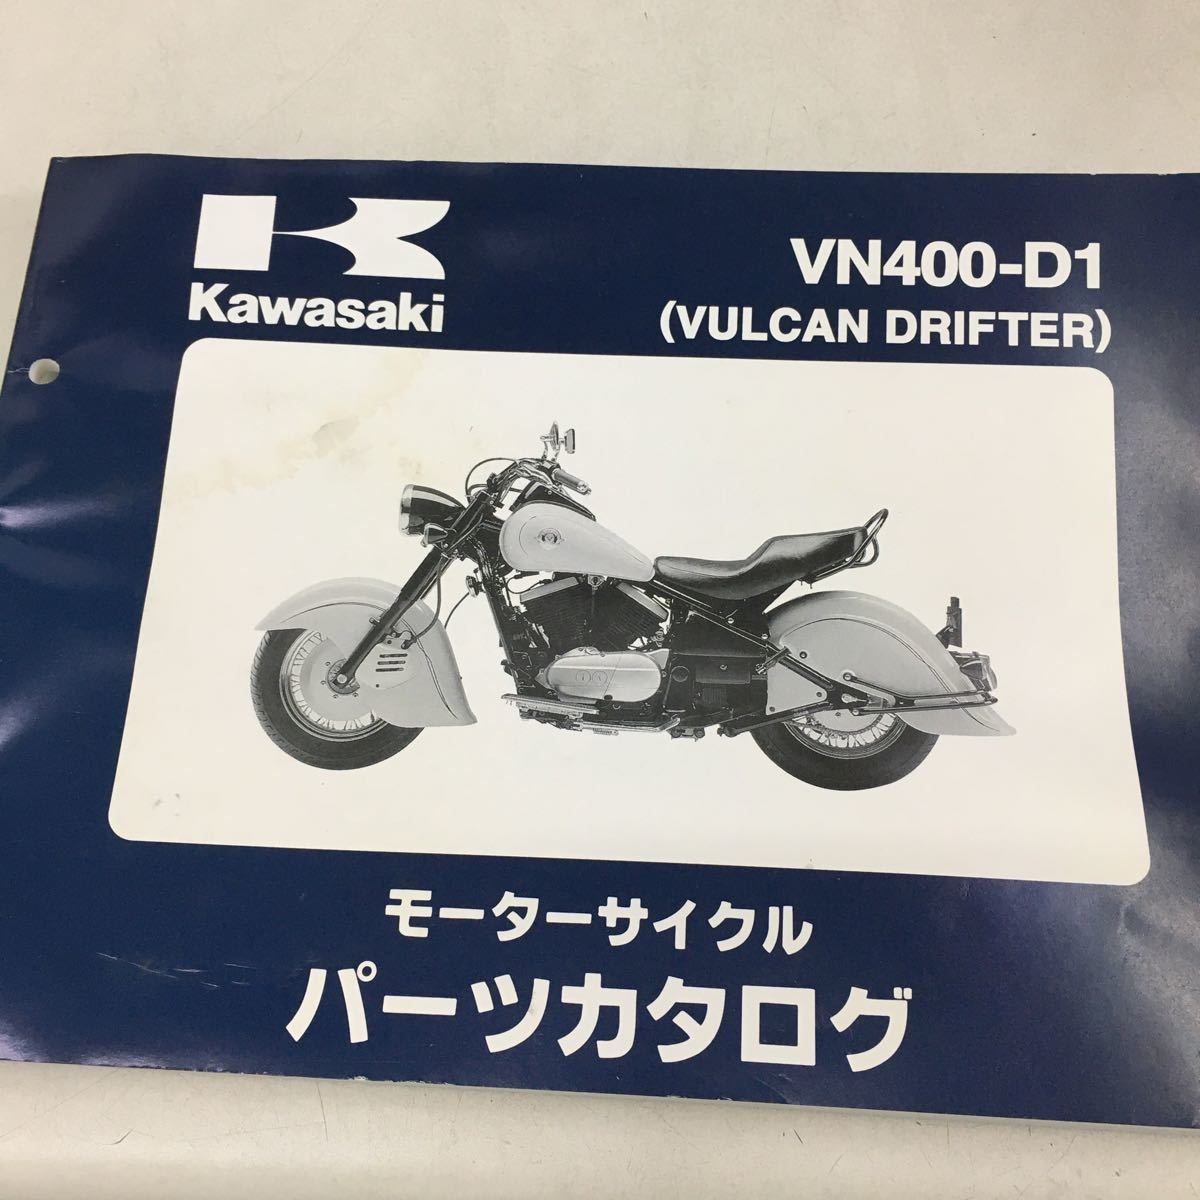 Kawasaki
VN400-D1
(VULCAN DRIFTER)
モーターサイクル
パーツカタログ